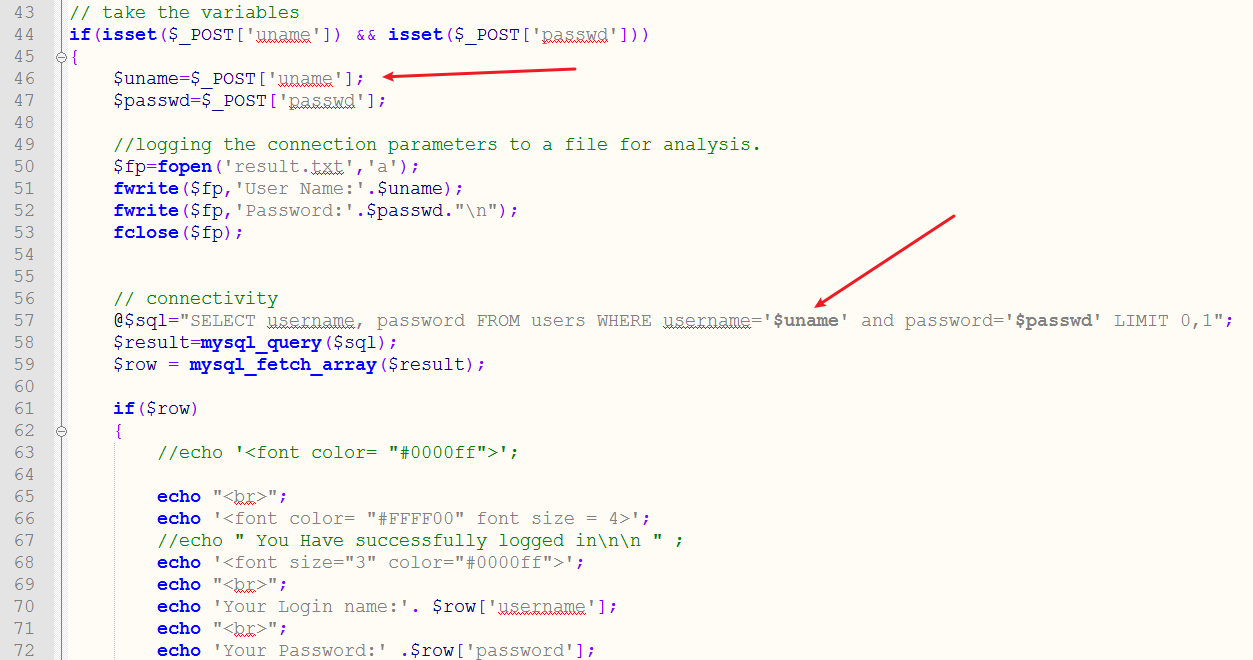 43 // take the variables
44 if(isset($_POST['uname']) && isset($_POST['passwd']))
45 {
46 $uname=$_POST['uname'];
47 $passwd=$_POST['passwd'];
48
49 //logging the connection parameters to a file for analysis.
50 $fp=fopen('result.txt','a');
51 fwrite($fp,'User Name:'.$uname);
52 fwrite($fp,'Password:'.$passwd."\n");
53 fclose($fp);
54
55
56 // connectivity
57 @$sql="SELECT username, password FROM users WHERE username='$uname' and password='$passwd' LIMIT 0,1";
58 $result=mysql_query($sql);
59 $row = mysql_fetch_array($result);
60
61 if($row)
62 {
63 //echo '<font color= "#0000ff">';
64
65 echo "<br>";
66 echo '<font color= "#FFFF00" font size = 4>';
67 //echo " You Have successfully logged in\n\n " ;
68 echo '<font size="3" color="#0000ff">';
69 echo "<br>";
70 echo 'Your Login name:'. $row['username'];
71 echo "<br>";
72 echo 'Your Password:' .$row['password'];